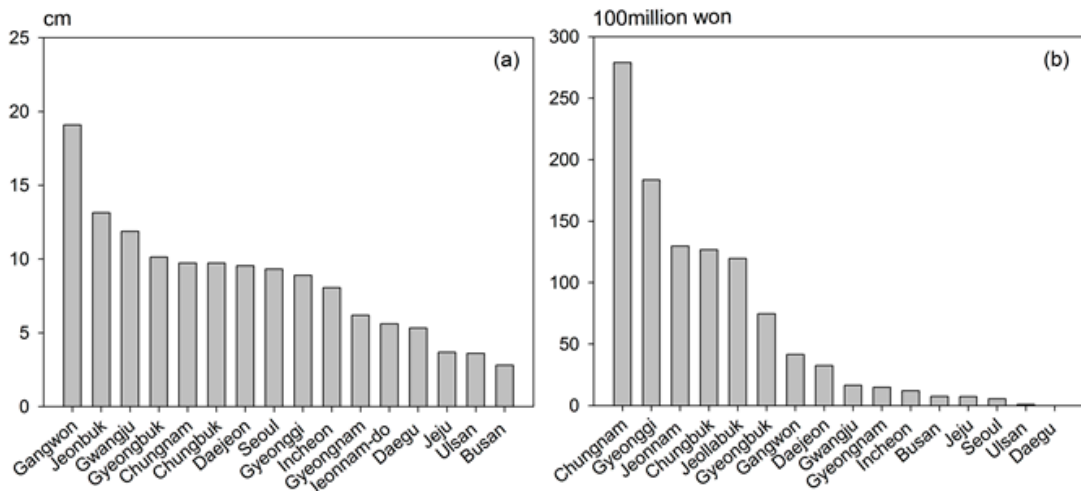 cm
25
(a)
20
15
10
5
0
Gangwon
Jeonbuk
Gwangju
Gyeongbuk
Chungnam
Chungbuk
Daejeon
Seoul
Gyeonggi
Incheon
Gyeongnam
Jeonnam-do
Daegu
Jeju
Ulsan
Busan
100million won
300
(b)
250
200
150
100
50
0
Chungnam
Gyeonggi
Jeonnam
Chungbuk
Jeollabuk
Gyeongbuk
Gangwon
Daejeon
Gwangju
Gyeongnam
Incheon
Busan
Jeju
Seoul
Ulsan
Daegu